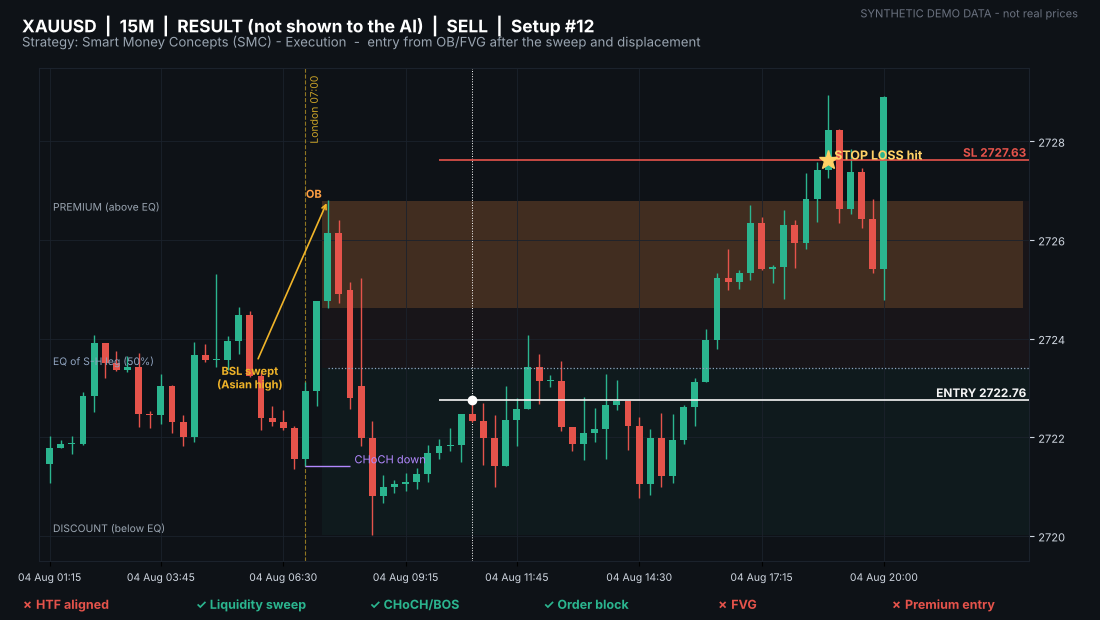 XAUUSD | 15M | RESULT (not shown to the AI) | SELL | Setup #12
SYNTHETIC DEMO DATA - not real prices
Strategy: Smart Money Concepts (SMC) - Execution - entry from OB/FVG after the sweep and displacement
London 07:00
2728
STOP LOSS hit
SL 2727.63
OB
PREMIUM (above EQ)
2726
2724
EQ of S-H leg (50%)
BSL swept
(Asian high)
ENTRY 2722.76
2722
CHoCH down
DISCOUNT (below EQ)
2720
04 Aug 01:15
04 Aug 03:45
04 Aug 06:30
04 Aug 09:15
04 Aug 11:45
04 Aug 14:30
04 Aug 17:15
04 Aug 20:00
× HTF aligned
✓ Liquidity sweep
✓ CHoCH/BOS
✓ Order block
× FVG
× Premium entry